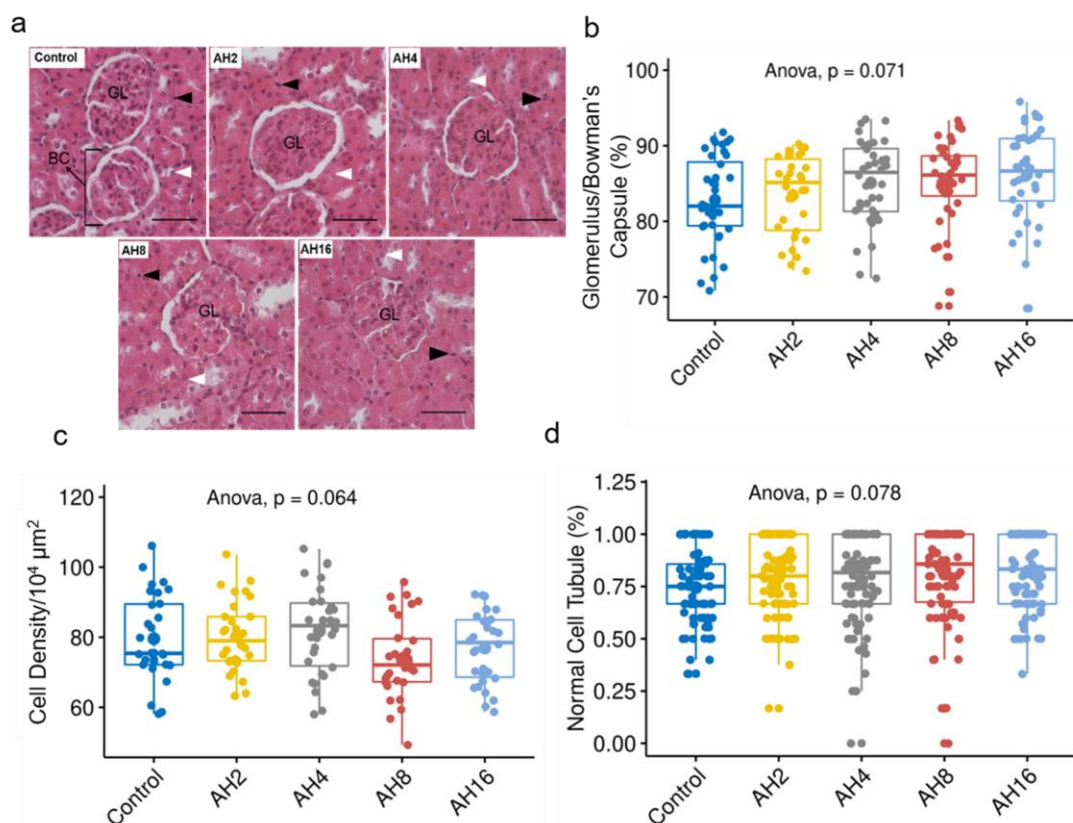 a
Control
GL
BC
AH2
GL
AH4
GL
AH8
GL
AH16
GL
b
Anova, p = 0.071
Glomerulus/Bowman's
Capsule (%)
100
90
80
70
Control
AH2
AH4
AH8
AH16
c
Anova, p = 0.064
Cell Density/10⁴ µm²
120
100
80
60
Control
AH2
AH4
AH8
AH16
d
Anova, p = 0.078
Normal Cell Tubule (%)
1.25
1.00
0.75
0.50
0.25
0.00
Control
AH2
AH4
AH8
AH16